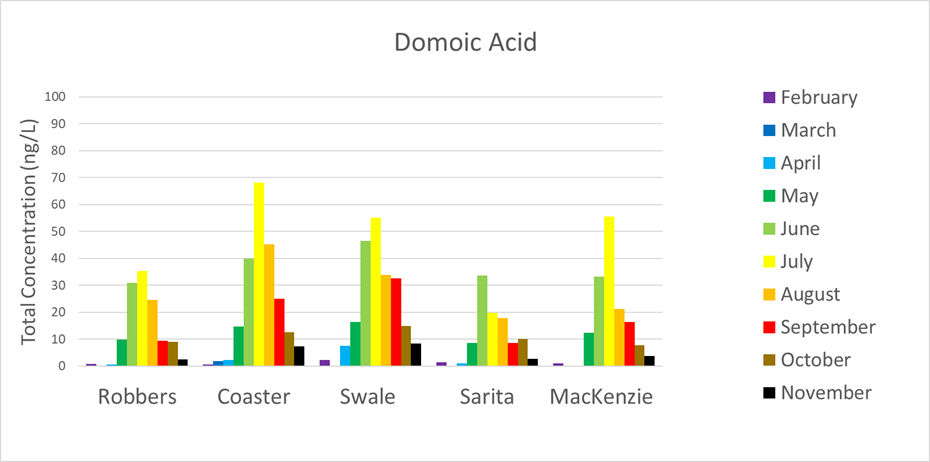 Domoic Acid
Total Concentration (ng/L)
100
90
80
70
60
50
40
30
20
10
0
Robbers Coaster Swale Sarita MacKenzie
February
March
April
May
June
July
August
September
October
November